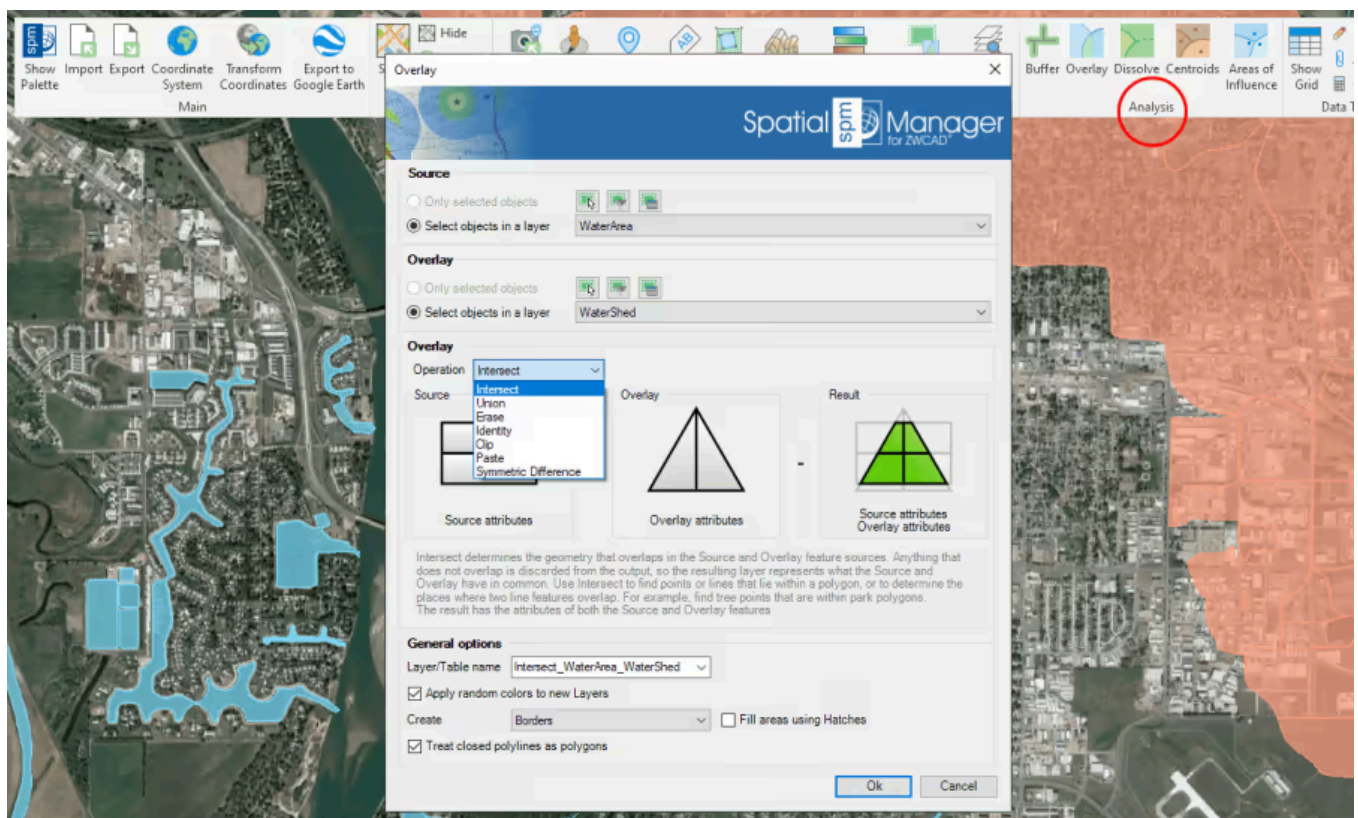 Hide
Show Palette
Import
Export
Coordinate System
Transform Coordinates
Export to Google Earth
Main
spm
AB
Buffer
Overlay
Dissolve
Centroids
Areas of Influence
Show Grid
Analysis
Data T
Overlay
Spatial spm Manager
for ZWCAD
Source
Only selected objects
Select objects in a layer WaterArea
Overlay
Only selected objects
Select objects in a layer WaterShed
Overlay
Operation Intersect
Intersect
Union
Erase
Identity
Clip
Paste
Symmetric Difference
Source
Overlay
Result
-
Source attributes
Overlay attributes
Source attributes
Overlay attributes
Intersect determines the geometry that overlaps in the Source and Overlay feature sources. Anything that
does not overlap is discarded from the output, so the resulting layer represents what the Source and
Overlay have in common. Use Intersect to find points or lines that lie within a polygon, or to determine the
places where two line features overlap. For example, find tree points that are within park polygons.
The result has the attributes of both the Source and Overlay features
General options
Layer/Table name Intersect_WaterArea_WaterShed
Apply random colors to new Layers
Create Borders Fill areas using Hatches
Treat closed polylines as polygons
Ok Cancel